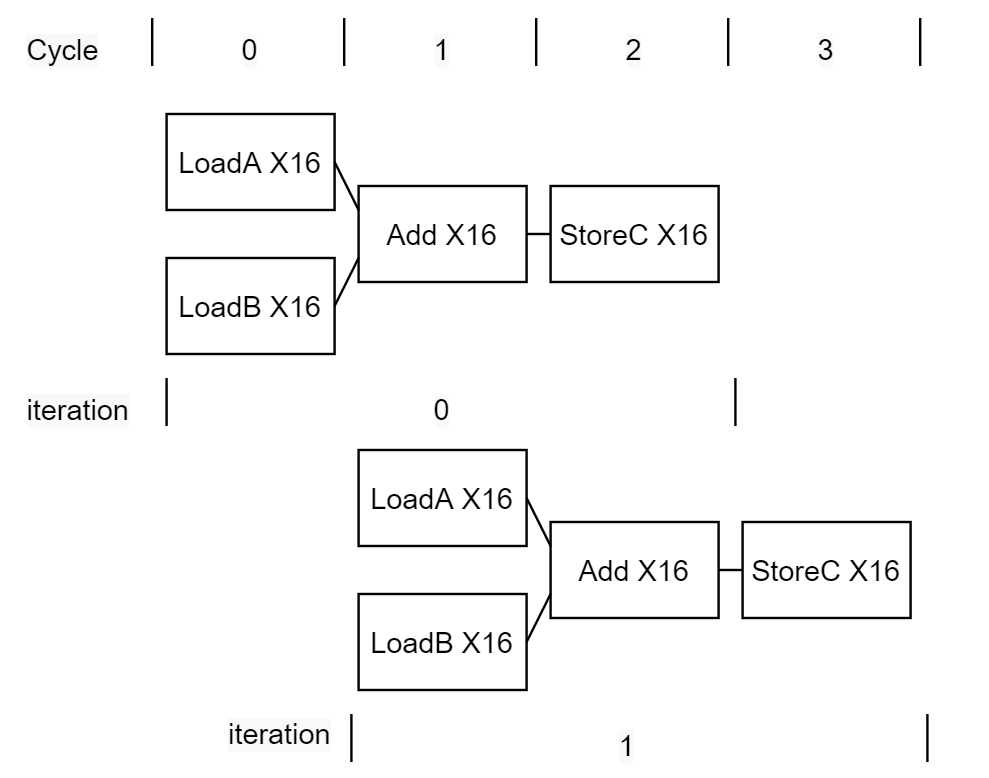 Cycle 0 1 2 3
LoadA X16
Add X16 StoreC X16
LoadB X16
iteration 0
LoadA X16
Add X16 StoreC X16
LoadB X16
iteration 1